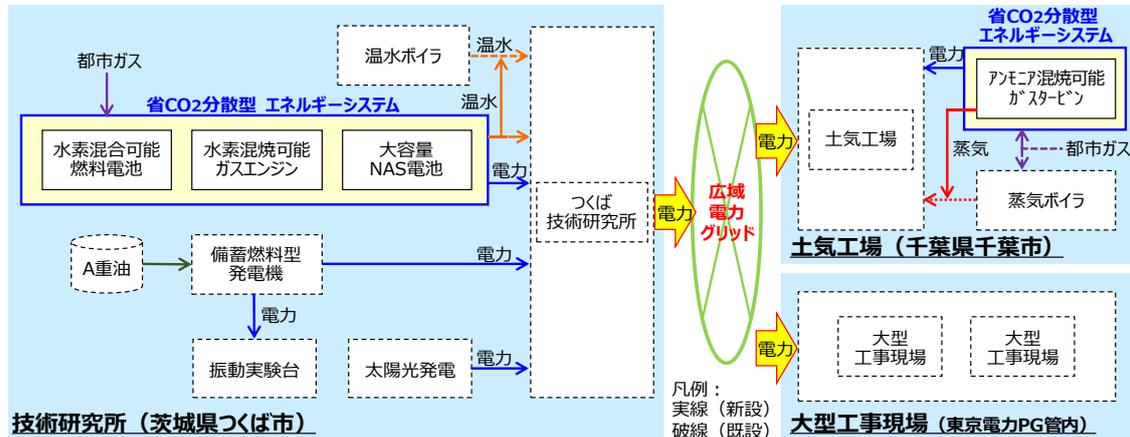 温水ボイラ
温水
都市ガス
温水
省CO2分散型 エネルギーシステム
水素混合可能
燃料電池
水素混焼可能
ガスエンジン
大容量
NAS電池
電力
つくば
技術研究所
A重油
備蓄燃料型
発電機
電力
電力
振動実験台
太陽光発電
電力
技術研究所（茨城県つくば市）
電力
広域
電力
グリッド
電力
電力
凡例：
実線（新設）
破線（既設）
省CO2分散型
エネルギーシステム
電力
アンモニア混焼可能
ガスタービン
土気工場
蒸気
都市ガス
蒸気ボイラ
土気工場（千葉県千葉市）
大型
工事現場
大型
工事現場
大型工事現場（東京電力PG管内）